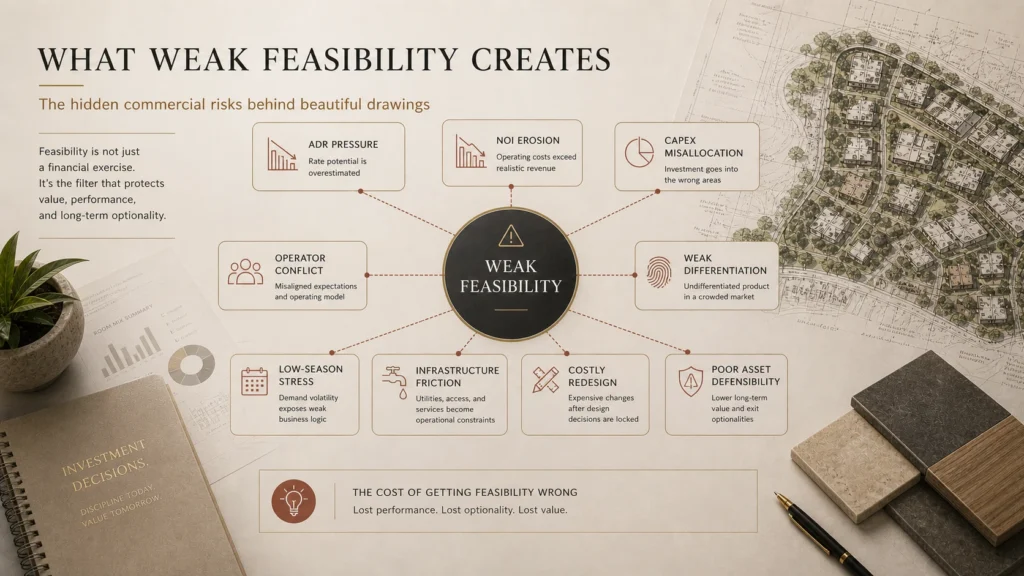 WHAT WEAK FEASIBILITY CREATES
The hidden commercial risks behind beautiful drawings
Feasibility is not just
a financial exercise.
It's the filter that protects
value, performance,
and long-term optionality.
ADR PRESSURE
Rate potential is
overestimated
NOI EROSION
Operating costs exceed
realistic revenue
CAPEX
MISALLOCATION
Investment goes into
the wrong areas
OPERATOR
CONFLICT
Misaligned expectations
and operating model
WEAK
FEASIBILITY
WEAK
DIFFERENTIATION
Undifferentiated product
in a crowded market
LOW-SEASON
STRESS
Demand volatility
exposes weak
business logic
INFRASTRUCTURE
FRICTION
Utilities, access, and
services become
operational constraints
COSTLY
REDESIGN
Expensive changes
after design
decisions are locked
POOR ASSET
DEFENSIBILITY
Lower long-term
value and exit
optionalities
THE COST OF GETTING FEASIBILITY WRONG
Lost performance. Lost optionality. Lost value.
ROOM MIX SUMMARY
INVESTMENT
DECISIONS.
DISCIPLINE TODAY.
VALUE TOMORROW.